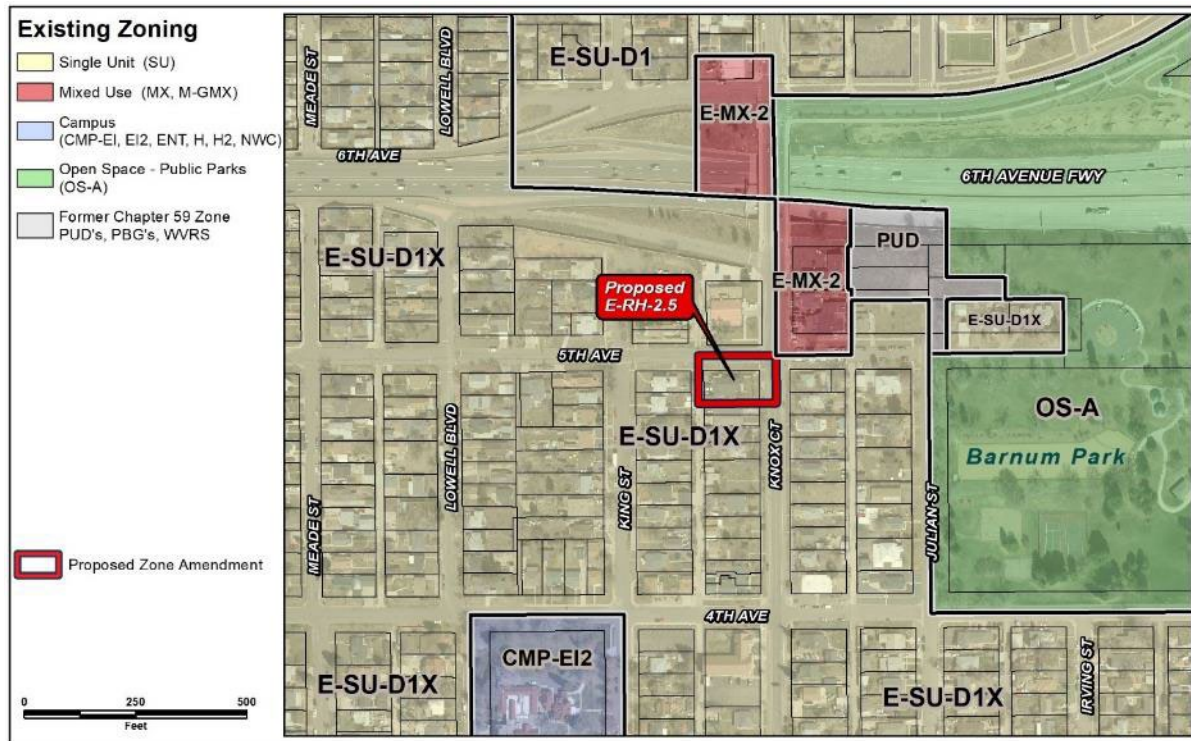 Existing Zoning
Single Unit (SU)
Mixed Use (MX, M-GMX)
Campus
(CMP-EI, EI2, ENT, H, H2, NWC)
Open Space - Public Parks
(OS-A)
Former Chapter 59 Zone
PUD's, PBG's, WVRS
Proposed Zone Amendment
0 250 500
Feet
E-SU-D1
MEADE ST
LOWELL BLVD
E-MX-2
6TH AVE
6TH AVENUE FWY
E-SU-D1X
PUD
E-MX-2
Proposed
E-RH-2.5
E-SU-D1X
5TH AVE
OS-A
E-SU-D1X
Barnum Park
MEADE ST
LOWELL BLVD
KING ST
KNOX CT
JULIAN ST
4TH AVE
CMP-EI2
E-SU-D1X
E-SU-D1X
IRVING ST